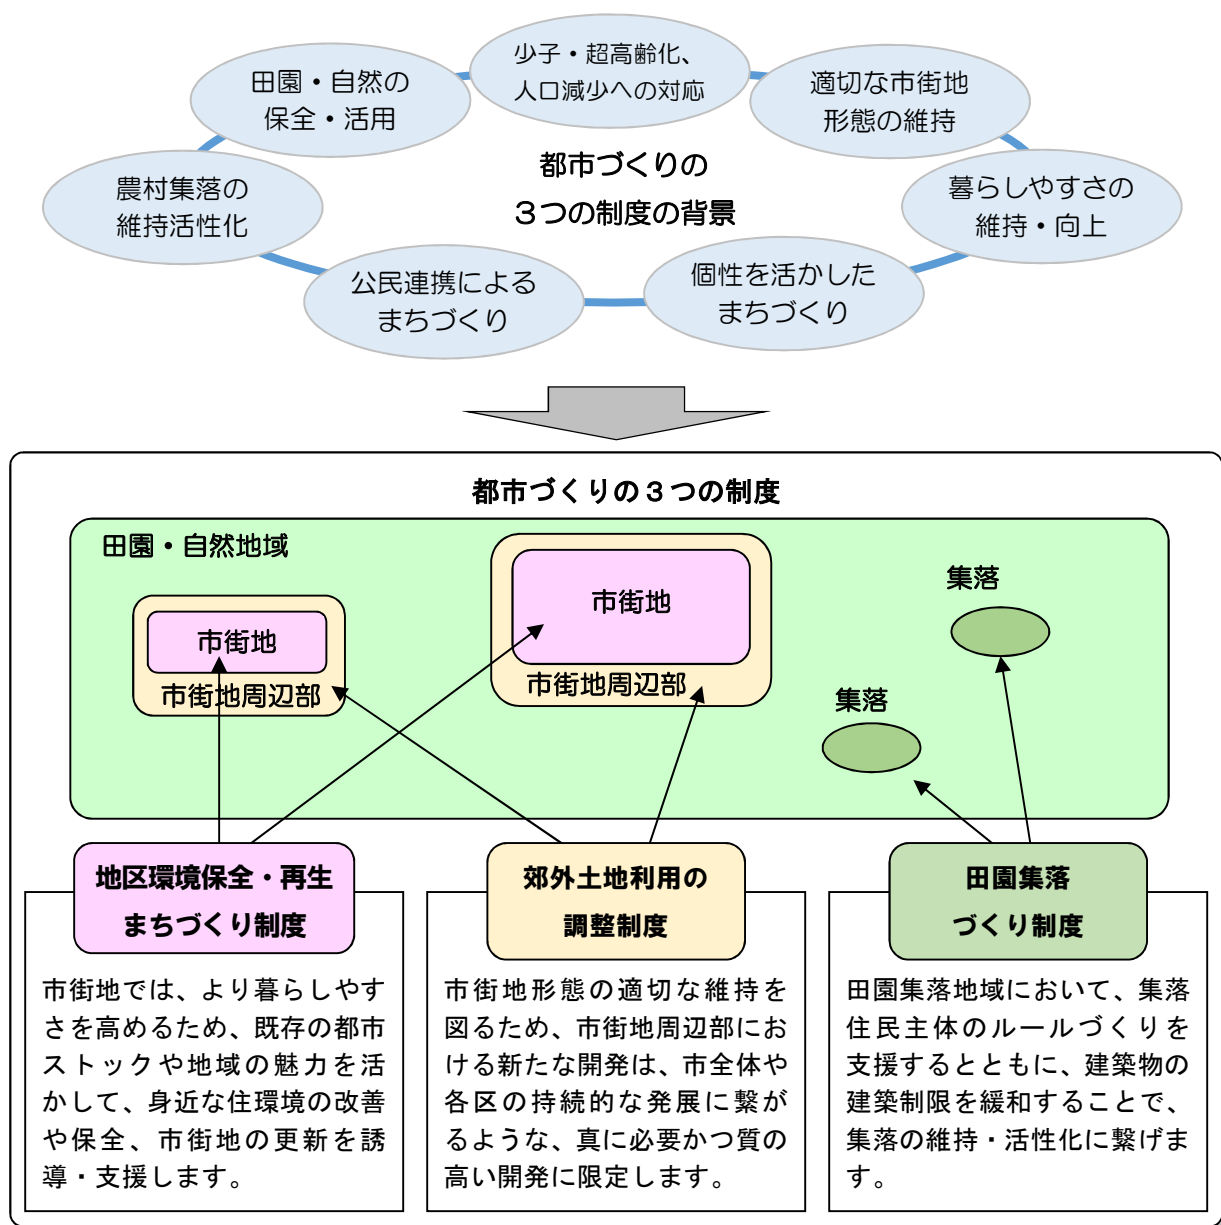 少子・超高齢化、
人口減少への対応
田園・自然の
保全・活用
適切な市街地
形態の維持
農村集落の
維持活性化
都市づくりの
３つの制度の背景
暮らしやすさの
維持・向上
公民連携による
まちづくり
個性を活かした
まちづくり
都市づくりの３つの制度
田園・自然地域
市街地
市街地周辺部
市街地
市街地周辺部
集落
集落
地区環境保全・再生
まちづくり制度
市街地では、より暮らしやす
さを高めるため、既存の都市
ストックや地域の魅力を活
かして、身近な住環境の改善
や保全、市街地の更新を誘
導・支援します。
郊外土地利用の
調整制度
市街地形態の適切な維持を
図るため、市街地周辺部にお
ける新たな開発は、市全体や
各区の持続的な発展に繋が
るような、真に必要かつ質の
高い開発に限定します。
田園集落
づくり制度
田園集落地域において、集落
住民主体のルールづくりを
支援するとともに、建築物の
建築制限を緩和することで、
集落の維持・活性化に繋げま
す。